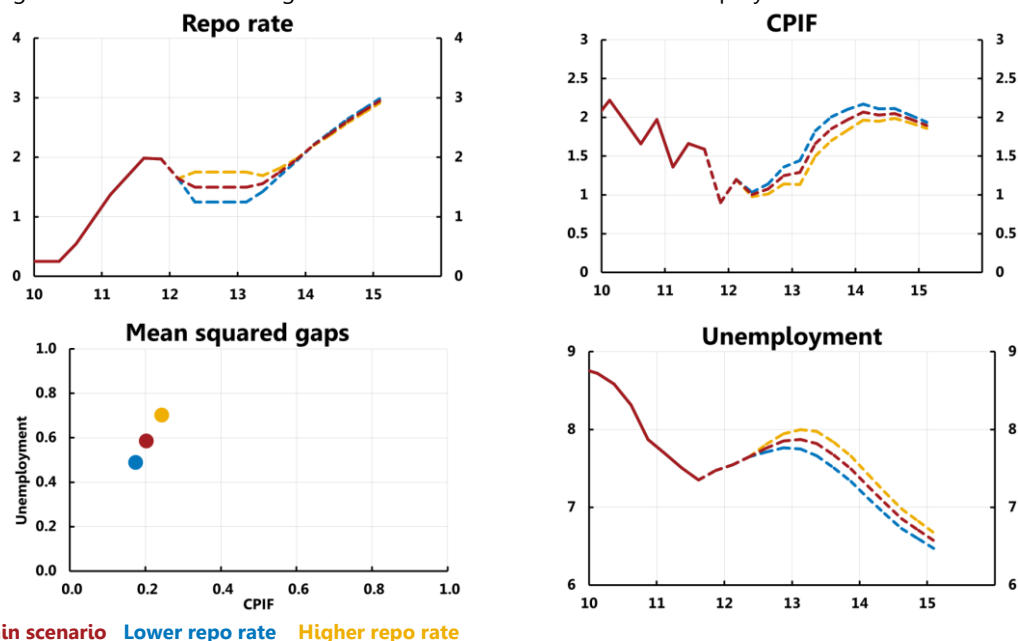 Repo rate
4 4
3 3
2 2
1 1
0 0
10 11 12 13 14 15
CPIF
3 3
2.5 2.5
2 2
1.5 1.5
1 1
0.5 0.5
0 0
10 11 12 13 14 15
Mean squared gaps
1.0
0.8
0.6
0.4
0.2
0.0
Unemployment
0.0 0.2 0.4 0.6 0.8 1.0
CPIF
Unemployment
9 9
8 8
7 7
6 6
10 11 12 13 14 15
in scenario Lower repo rate Higher repo rate